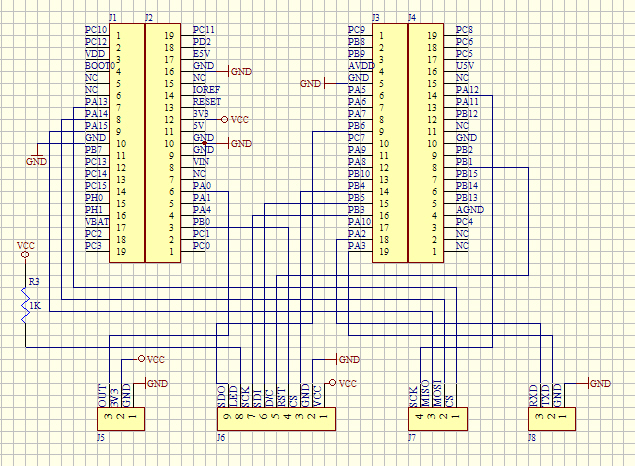 J1 J2 J3 J4
PC10 1 19 PC11 PC9 1 19 PC8
PC12 2 18 PD2 PB8 2 18 PC6
VDD 3 17 E5V PB9 3 17 PC5
BOOT0 4 16 GND GND AVDD 4 16 U5V
NC 5 15 NC GND GND 5 15 NC
NC 6 14 IOREF PA5 6 14 PA12
PA13 7 13 RESET PA6 7 13 PA11
PA14 8 12 3V3 VCC PA7 8 12 PB12
PA15 9 11 5V PB6 9 11 NC
GND 10 10 GND GND PC7 10 10 GND
GND PB7 11 9 GND PA9 11 9 PB2
PC13 12 8 VIN PA8 12 8 PB1
PC14 13 7 NC PB10 13 7 PB15
PC15 14 6 PA0 PB4 14 6 PB14
PH0 15 5 PA1 PB5 15 5 PB13
PH1 16 4 PA4 PB3 16 4 AGND
VBAT 17 3 PB0 PA10 17 3 PC4
PC2 18 2 PC1 PA2 18 2 NC
PC3 19 1 PC0 PA3 19 1 NC
VCC
R3
1K
VCC GND
GND VCC GND
OUT 3V3 GND SDO LED SCK SDI D/C RST CS GND VCC SCK MISO MOSI CS RXD TXD GND
3 2 1 9 8 7 6 5 4 3 2 1 4 3 2 1 3 2 1
J5 J6 J7 J8